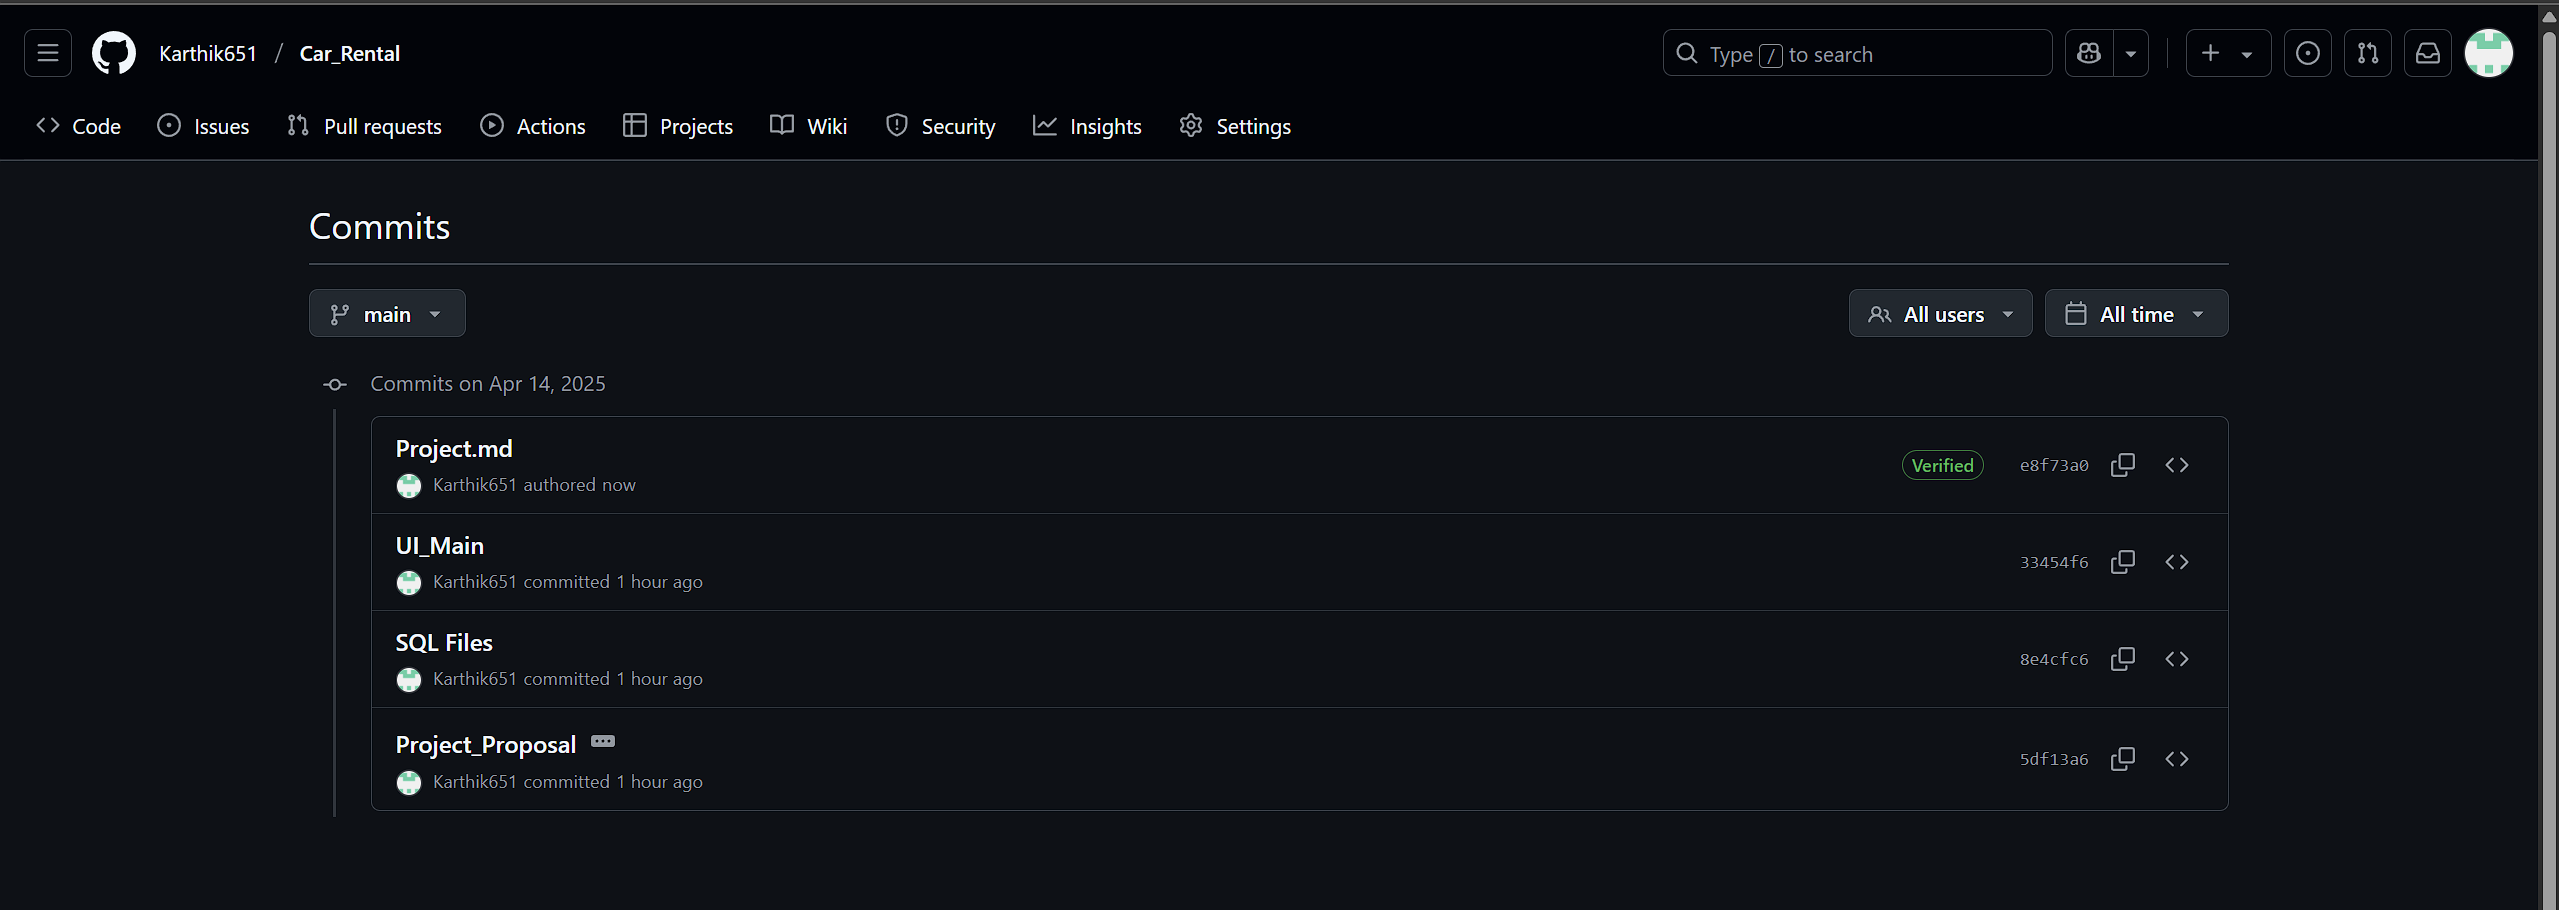 Karthik651 / Car_Rental
Type / to search
Code Issues Pull requests Actions Projects Wiki Security Insights Settings
Commits
main
All users All time
Commits on Apr 14, 2025
Project.md
Karthik651 authored now
Verified e8f73a0
UI_Main
Karthik651 committed 1 hour ago
33454f6
SQL Files
Karthik651 committed 1 hour ago
8e4cfc6
Project_Proposal
Karthik651 committed 1 hour ago
5df13a6